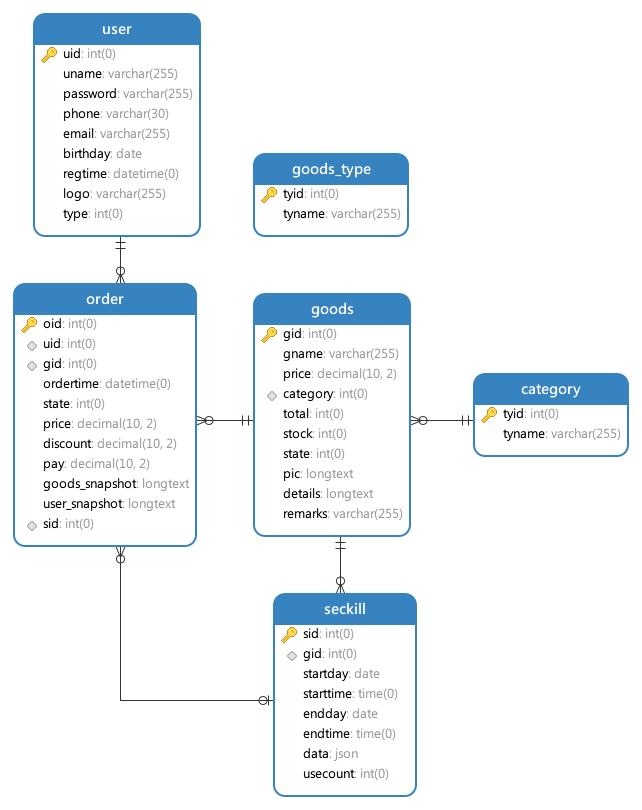 user
uid: int(0)
uname: varchar(255)
password: varchar(255)
phone: varchar(30)
email: varchar(255)
birthday: date
regtime: datetime(0)
logo: varchar(255)
type: int(0)
goods_type
tyid: int(0)
tyname: varchar(255)
order
oid: int(0)
uid: int(0)
gid: int(0)
ordertime: datetime(0)
state: int(0)
price: decimal(10, 2)
discount: decimal(10, 2)
pay: decimal(10, 2)
goods_snapshot: longtext
user_snapshot: longtext
sid: int(0)
goods
gid: int(0)
gname: varchar(255)
price: decimal(10, 2)
category: int(0)
total: int(0)
stock: int(0)
state: int(0)
pic: longtext
details: longtext
remarks: varchar(255)
category
tyid: int(0)
tyname: varchar(255)
seckill
sid: int(0)
gid: int(0)
startday: date
starttime: time(0)
endday: date
endtime: time(0)
data: json
usecount: int(0)